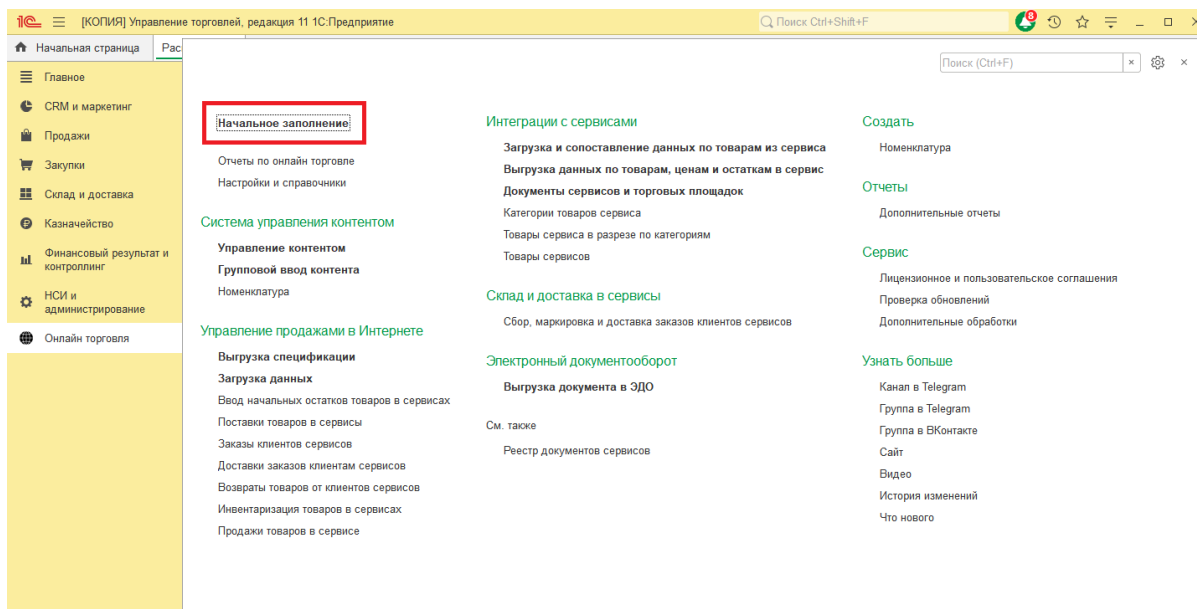 [КОПИЯ] Управление торговлей, редакция 11 1С:Предприятие
Поиск Ctrl+Shift+F
8
Начальная страница
Рас
Поиск (Ctrl+F)
Главное
CRM и маркетинг
Продажи
Закупки
Склад и доставка
Казначейство
Финансовый результат и
контроллинг
НСИ и
администрирование
Онлайн торговля
Начальное заполнение
Отчеты по онлайн торговле
Настройки и справочники
Система управления контентом
Управление контентом
Групповой ввод контента
Номенклатура
Управление продажами в Интернете
Выгрузка спецификации
Загрузка данных
Ввод начальных остатков товаров в сервисах
Поставки товаров в сервисы
Заказы клиентов сервисов
Доставки заказов клиентам сервисов
Возвраты товаров от клиентов сервисов
Инвентаризация товаров в сервисах
Продажи товаров в сервисе
Интеграции с сервисами
Загрузка и сопоставление данных по товарам из сервиса
Выгрузка данных по товарам, ценам и остаткам в сервис
Документы сервисов и торговых площадок
Категории товаров сервиса
Товары сервиса в разрезе по категориям
Товары сервисов
Склад и доставка в сервисы
Сбор, маркировка и доставка заказов клиентов сервисов
Электронный документооборот
Выгрузка документа в ЭДО
См. также
Реестр документов сервисов
Создать
Номенклатура
Отчеты
Дополнительные отчеты
Сервис
Лицензионное и пользовательское соглашения
Проверка обновлений
Дополнительные обработки
Узнать больше
Канал в Telegram
Группа в Telegram
Группа в ВКонтакте
Сайт
Видео
История изменений
Что нового